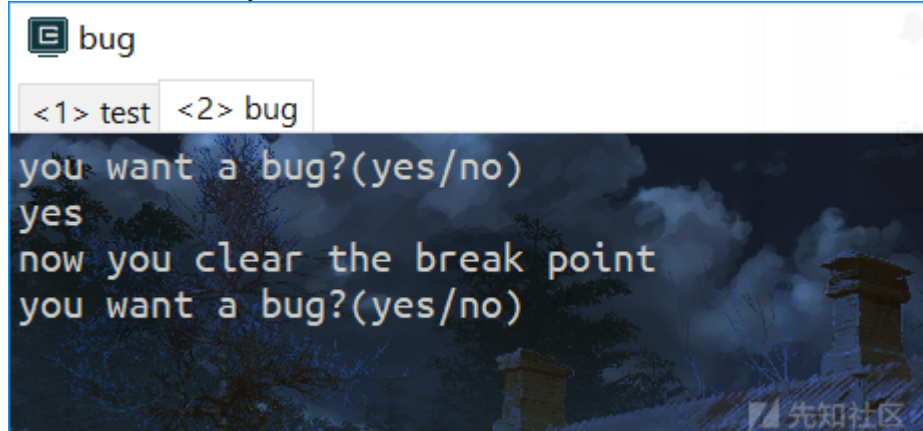 bug
<1> test <2> bug
you want a bug?(yes/no)
yes
now you clear the break point
you want a bug?(yes/no)
先知社区